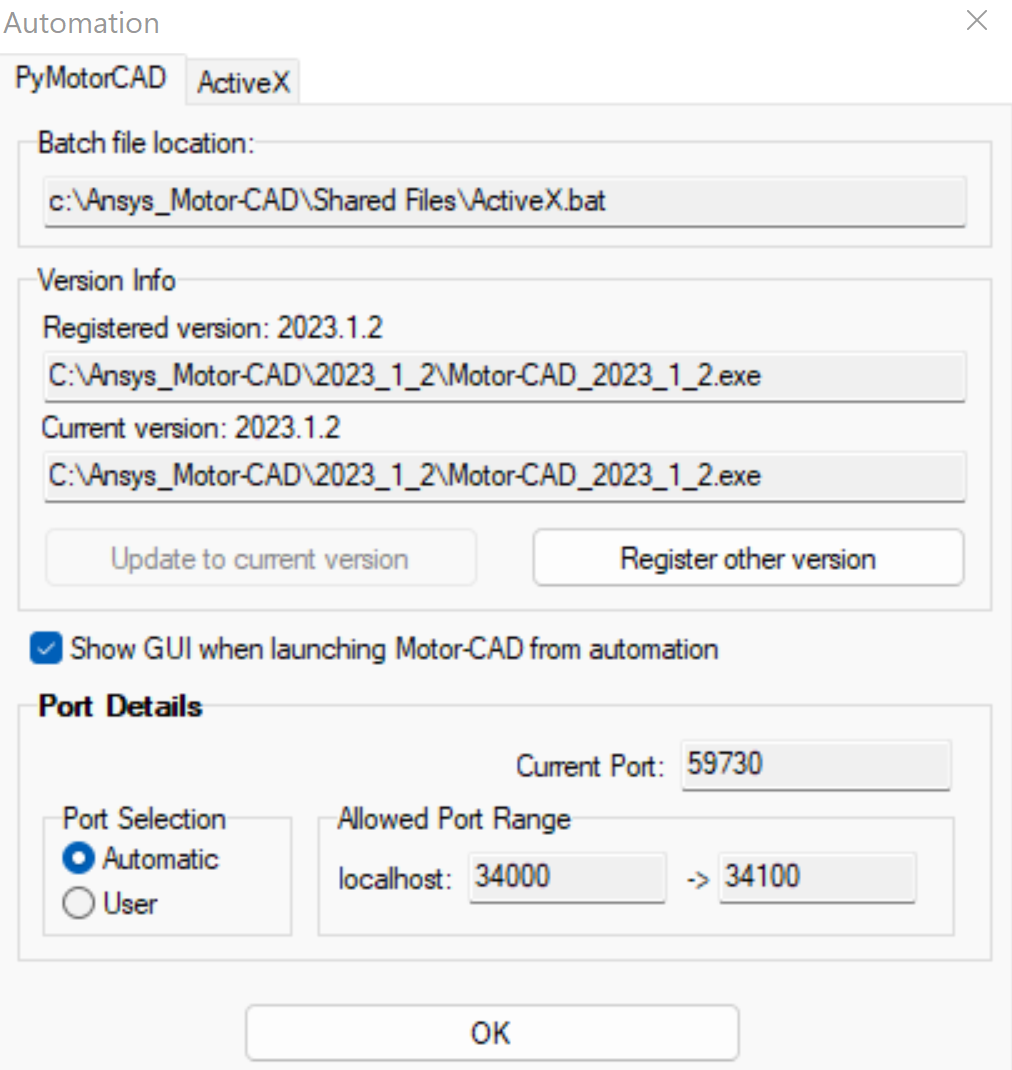 Automation
PyMotorCAD ActiveX
Batch file location:
c:\Ansys_Motor-CAD\Shared Files\ActiveX.bat
Version Info
Registered version: 2023.1.2
C:\Ansys_Motor-CAD\2023_1_2\Motor-CAD_2023_1_2.exe
Current version: 2023.1.2
C:\Ansys_Motor-CAD\2023_1_2\Motor-CAD_2023_1_2.exe
Update to current version Register other version
Show GUI when launching Motor-CAD from automation
Port Details
Current Port: 59730
Port Selection Allowed Port Range
Automatic
localhost: 34000 -> 34100
User
OK